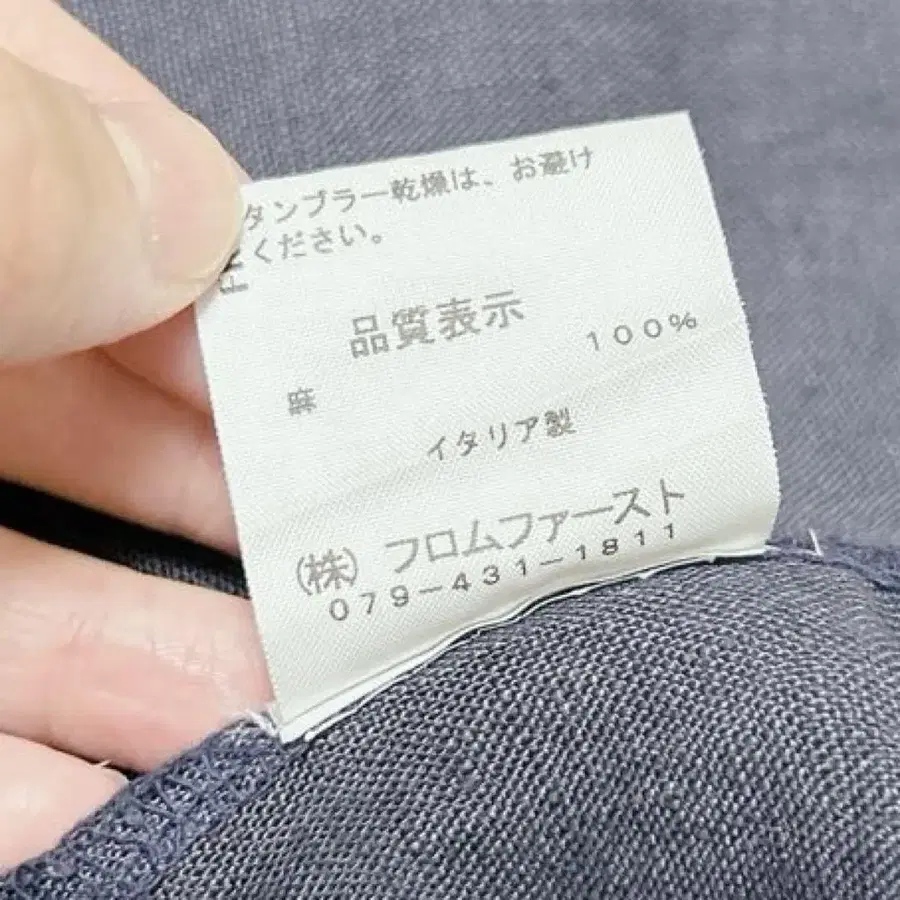 タンブラー乾燥は、お避け
ください。
品質表示
麻 100%
イタリア製
(株) フロムファースト
079-431-1811